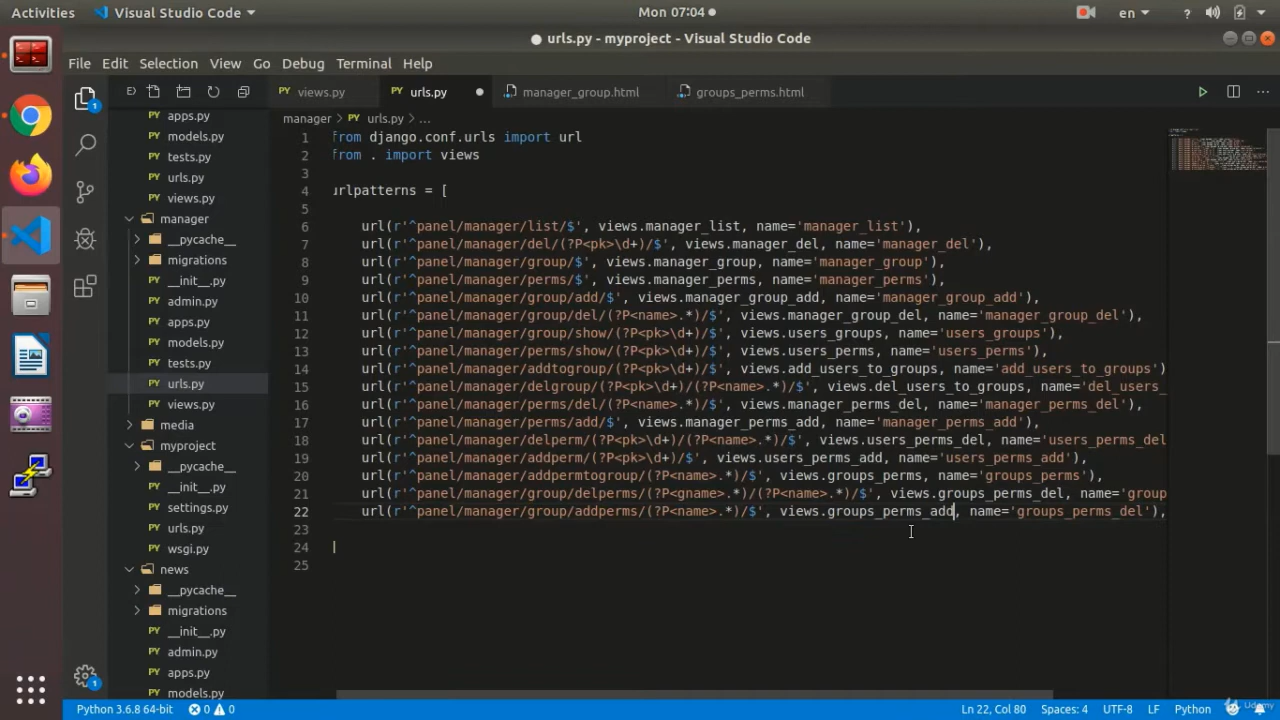 Activities
Visual Studio Code
Mon 07:04
en
urls.py - myproject - Visual Studio Code
File Edit Selection View Go Debug Terminal Help
views.py
urls.py
manager_group.html
groups_perms.html
manager > urls.py > ...
apps.py
models.py
tests.py
urls.py
views.py
manager
__pycache__
migrations
__init__.py
admin.py
apps.py
models.py
tests.py
urls.py
views.py
media
myproject
__pycache__
__init__.py
settings.py
urls.py
wsgi.py
news
__pycache__
migrations
__init__.py
admin.py
apps.py
models.py
1 from django.conf.urls import url
2 from . import views
3
4 urlpatterns = [
5
6 url(r'^panel/manager/list/$', views.manager_list, name='manager_list'),
7 url(r'^panel/manager/del/(?P<pk>\d+)/$', views.manager_del, name='manager_del'),
8 url(r'^panel/manager/group/$', views.manager_group, name='manager_group'),
9 url(r'^panel/manager/perms/$', views.manager_perms, name='manager_perms'),
10 url(r'^panel/manager/group/add/$', views.manager_group_add, name='manager_group_add'),
11 url(r'^panel/manager/group/del/(?P<name>.*)/$', views.manager_group_del, name='manager_group_del'),
12 url(r'^panel/manager/group/show/(?P<pk>\d+)/$', views.users_groups, name='users_groups'),
13 url(r'^panel/manager/perms/show/(?P<pk>\d+)/$', views.users_perms, name='users_perms'),
14 url(r'^panel/manager/addtogroup/(?P<pk>\d+)/$', views.add_users_to_groups, name='add_users_to_groups')
15 url(r'^panel/manager/delgroup/(?P<pk>\d+)/(?P<name>.*)/$', views.del_users_to_groups, name='del_users_
16 url(r'^panel/manager/perms/del/(?P<name>.*)/$', views.manager_perms_del, name='manager_perms_del'),
17 url(r'^panel/manager/perms/add/$', views.manager_perms_add, name='manager_perms_add'),
18 url(r'^panel/manager/delperm/(?P<pk>\d+)/(?P<name>.*)/$', views.users_perms_del, name='users_perms_del
19 url(r'^panel/manager/addperm/(?P<pk>\d+)/$', views.users_perms_add, name='users_perms_add'),
20 url(r'^panel/manager/addpermtogroup/(?P<name>.*)/$', views.groups_perms, name='groups_perms'),
21 url(r'^panel/manager/group/delperms/(?P<gname>.*)/(?P<name>.*)/$', views.groups_perms_del, name='group
22 url(r'^panel/manager/group/addperms/(?P<name>.*)/$', views.groups_perms_add, name='groups_perms_del'),
23
24 ]
25
Python 3.6.8 64-bit
0
0
Ln 22, Col 80
Spaces: 4
UTF-8
LF
Python
1
1
Udemy